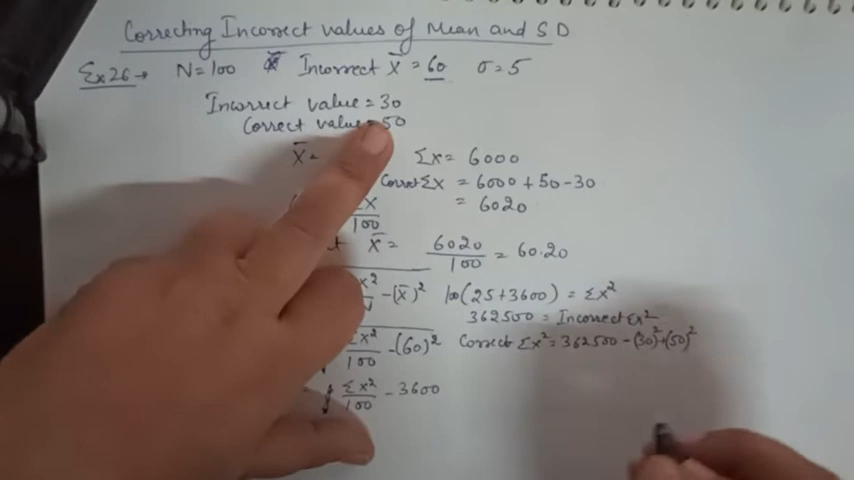 Correcting Incorrect values of Mean and SD
Ex26→ N=100 Incorrect x̄ = 60 σ=5
Incorrect value = 30
Correct value = 50
x̄ = Σx = 6000
Correct Σx = 6000 + 50 - 30
Σx/100 = 6020
x̄ = 6020/100 = 60.20
- (x̄)² 100(25+3600) = Σx²
362500 = Incorrect Σx²
Σx²/100 - (60)² Correct Σx² = 362500 - (30)² + (50)²
Σx²/100 - 3600